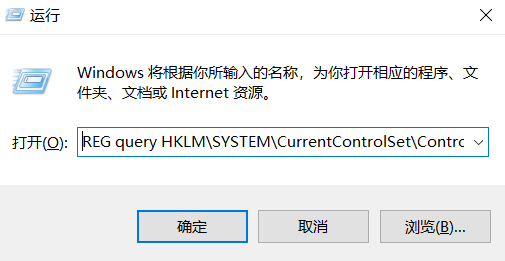 运行
Windows 将根据你所输入的名称，为你打开相应的程序、文
件夹、文档或 Internet 资源。
打开(O): REG query HKLM\SYSTEM\CurrentControlSet\Contro
确定 取消 浏览(B)...